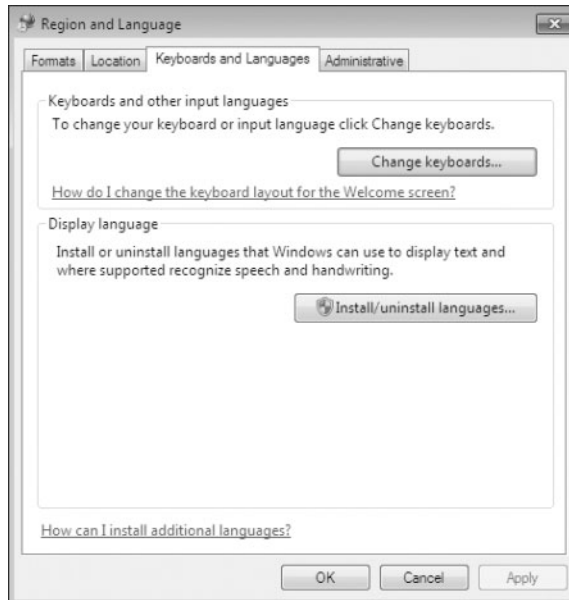 Region and Language
Formats Location Keyboards and Languages Administrative
Keyboards and other input languages
To change your keyboard or input language click Change keyboards.
Change keyboards...
How do I change the keyboard layout for the Welcome screen?
Display language
Install or uninstall languages that Windows can use to display text and
where supported recognize speech and handwriting.
Install/uninstall languages...
How can I install additional languages?
OK Cancel Apply